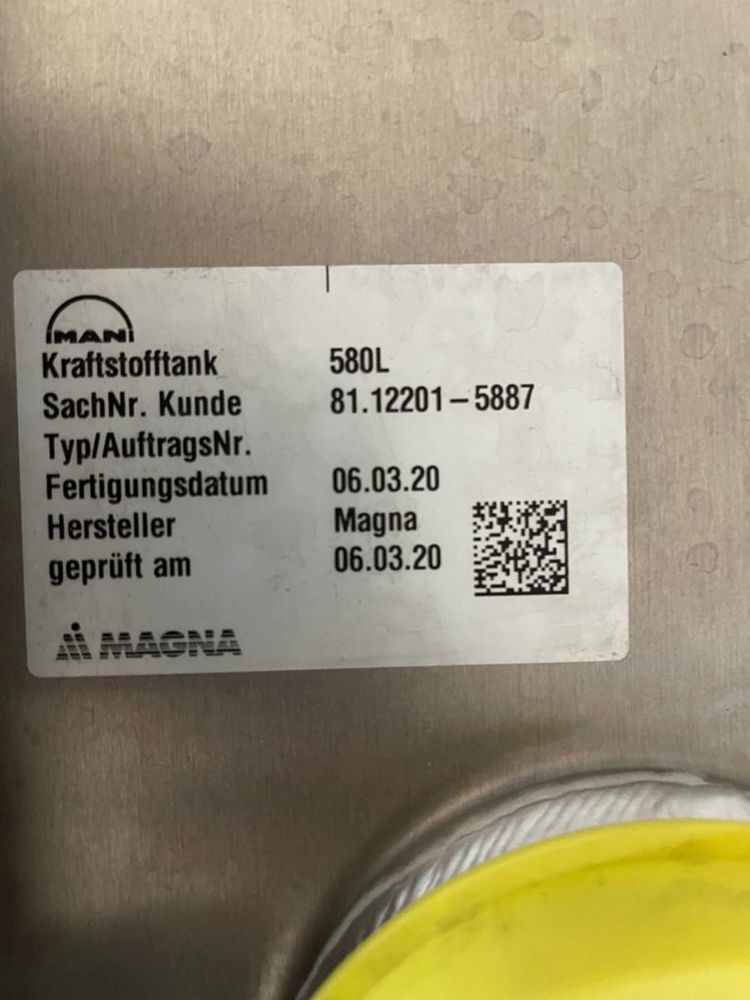 MAN
Kraftstofftank 580L
SachNr. Kunde 81.12201-5887
Typ/AuftragsNr.
Fertigungsdatum 06.03.20
Hersteller Magna
geprüft am 06.03.20
MAGNA